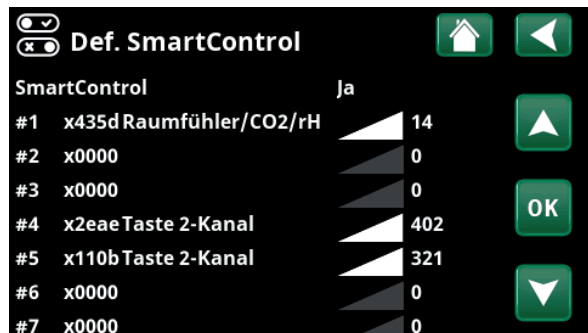 Def. SmartControl
SmartControl Ja
#1 x435d Raumfühler/CO2/rH 14
#2 x0000 0
#3 x0000 0
#4 x2eae Taste 2-Kanal 402
#5 x110b Taste 2-Kanal 321
#6 x0000 0
#7 x0000 0
OK